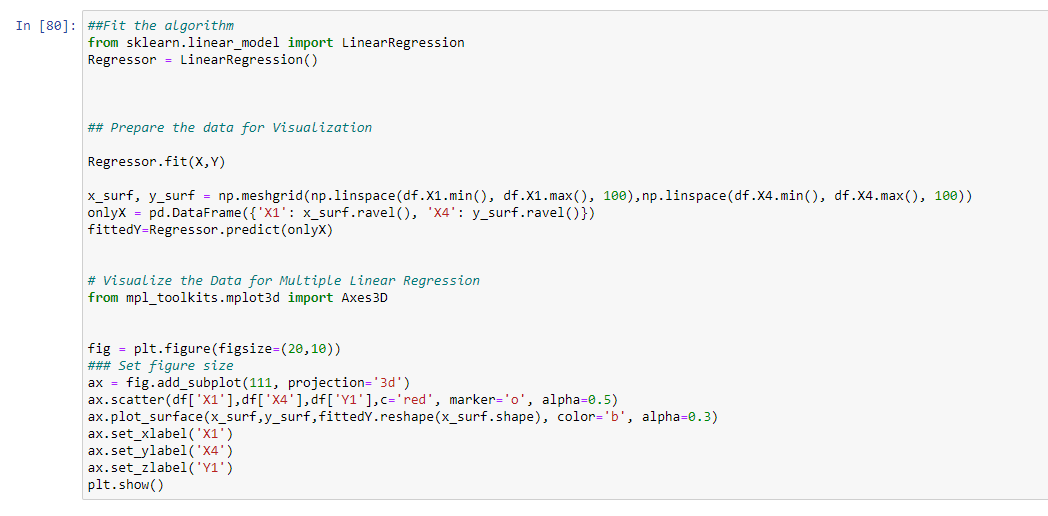 In [80]: ##Fit the algorithm
from sklearn.linear_model import LinearRegression
Regressor = LinearRegression()
## Prepare the data for Visualization
Regressor.fit(X,Y)
x_surf, y_surf = np.meshgrid(np.linspace(df.X1.min(), df.X1.max(), 100),np.linspace(df.X4.min(), df.X4.max(), 100))
onlyX = pd.DataFrame({'X1': x_surf.ravel(), 'X4': y_surf.ravel()})
fittedY=Regressor.predict(onlyX)
# Visualize the Data for Multiple Linear Regression
from mpl_toolkits.mplot3d import Axes3D
fig = plt.figure(figsize=(20,10))
### Set figure size
ax = fig.add_subplot(111, projection='3d')
ax.scatter(df['X1'],df['X4'],df['Y1'],c='red', marker='o', alpha=0.5)
ax.plot_surface(x_surf,y_surf,fittedY.reshape(x_surf.shape), color='b', alpha=0.3)
ax.set_xlabel('X1')
ax.set_ylabel('X4')
ax.set_zlabel('Y1')
plt.show()